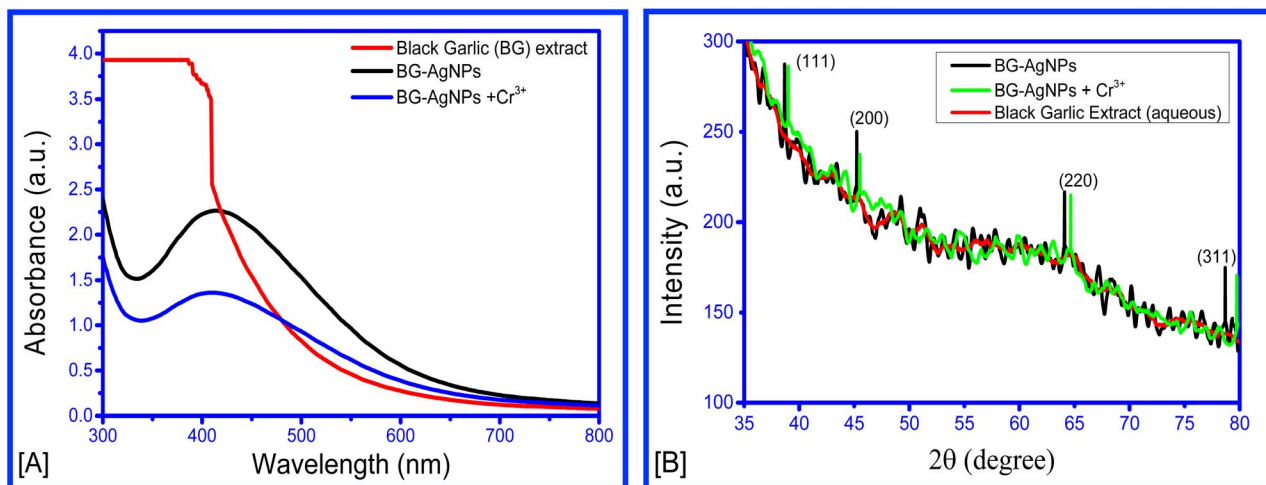 Absorbance (a.u.)
4.0
3.5
3.0
2.5
2.0
1.5
1.0
0.5
0.0
Black Garlic (BG) extract
BG-AgNPs
BG-AgNPs +Cr³⁺
300 400 500 600 700 800
Wavelength (nm)
[A]
Intensity (a.u.)
300
250
200
150
100
(111)
(200)
(220)
(311)
BG-AgNPs
BG-AgNPs + Cr³⁺
Black Garlic Extract (aqueous)
35 40 45 50 55 60 65 70 75 80
2θ (degree)
[B]